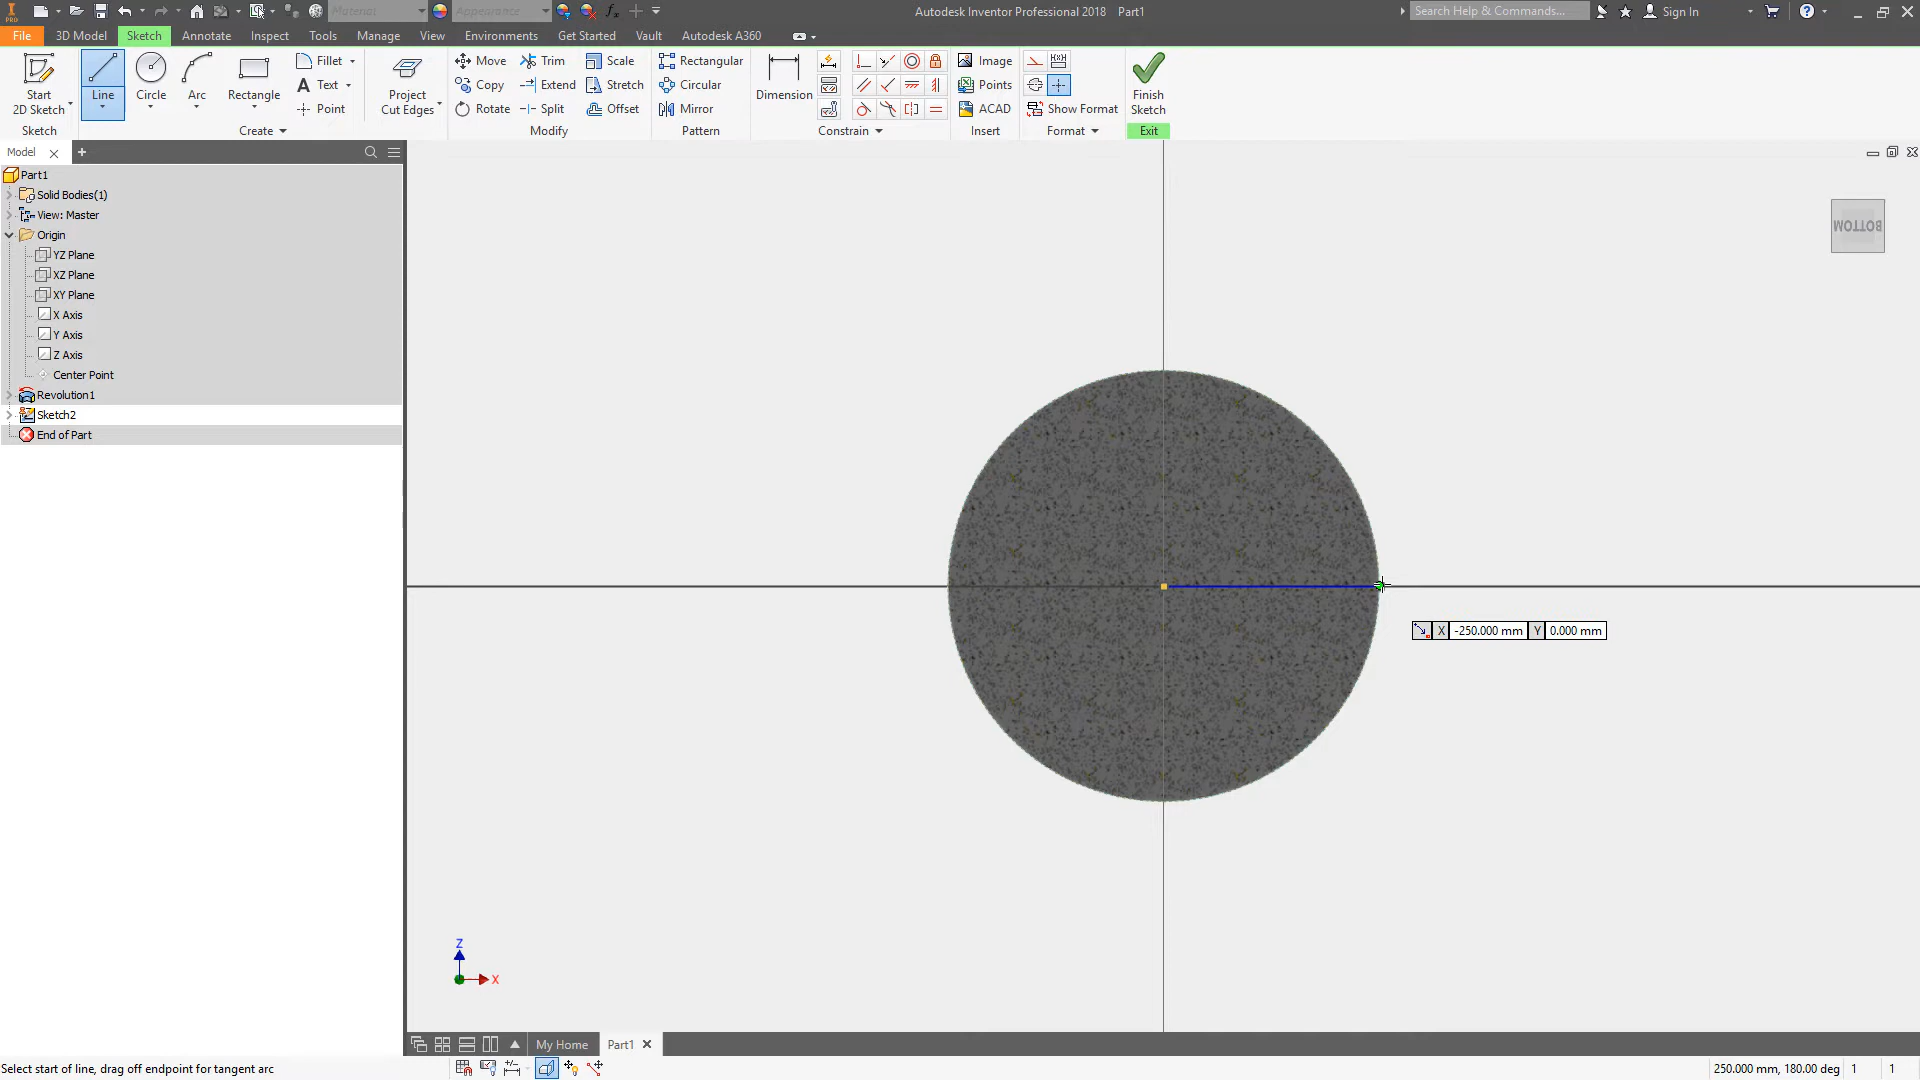 Material
Appearance
Autodesk Inventor Professional 2018 Part1
Search Help & Commands...
Sign In
PRO
File
3D Model
Sketch
Annotate
Inspect
Tools
Manage
View
Environments
Get Started
Vault
Autodesk A360
Start
2D Sketch
Line
Circle
Arc
Rectangle
Fillet
Text
Point
Project
Cut Edges
Move
Trim
Scale
Copy
Extend
Stretch
Rotate
Split
Offset
Rectangular
Circular
Mirror
Dimension
Image
Points
ACAD
Show Format
Finish
Sketch
Sketch
Create
Modify
Pattern
Constrain
Insert
Format
Exit
Model
Part1
Solid Bodies(1)
View: Master
Origin
YZ Plane
XZ Plane
XY Plane
X Axis
Y Axis
Z Axis
Center Point
Revolution1
Sketch2
End of Part
BOTTOM
X -250.000 mm Y 0.000 mm
Z
X
My Home
Part1
Select start of line, drag off endpoint for tangent arc
250.000 mm, 180.00 deg 1 1